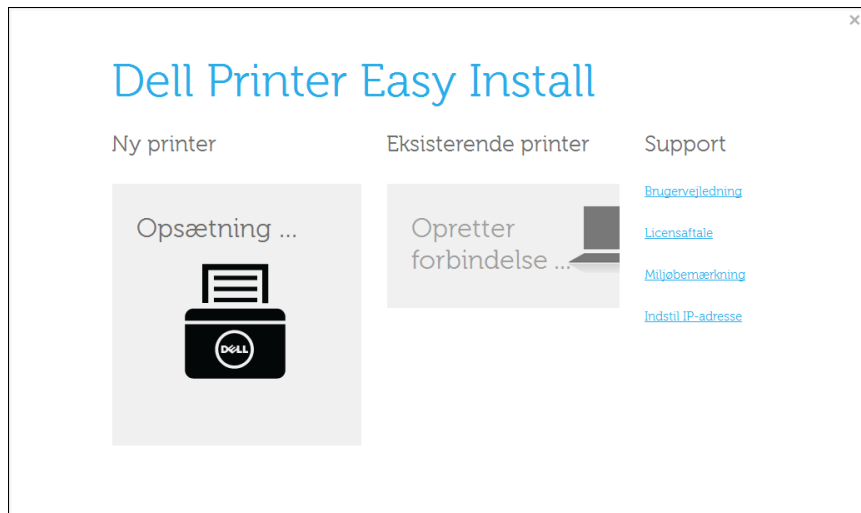 Dell Printer Easy Install
Ny printer
Opsætning ...
DELL
Eksisterende printer
Opretter
forbindelse ...
Support
Brugervejledning
Licensaftale
Miljøbemærkning
Indstil IP-adresse